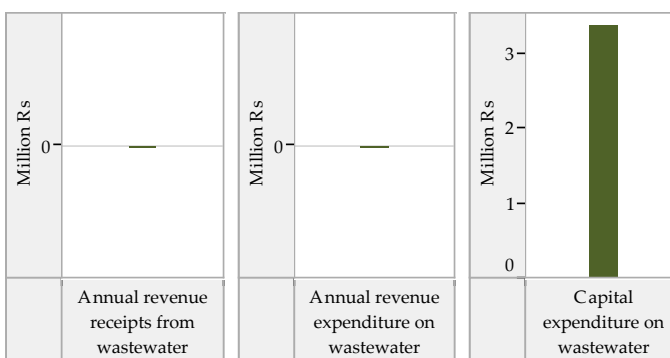 Million Rs
0
Annual revenue
receipts from
wastewater
Million Rs
0
Annual revenue
expenditure on
wastewater
Million Rs
3
2
1
0
Capital
expenditure on
wastewater